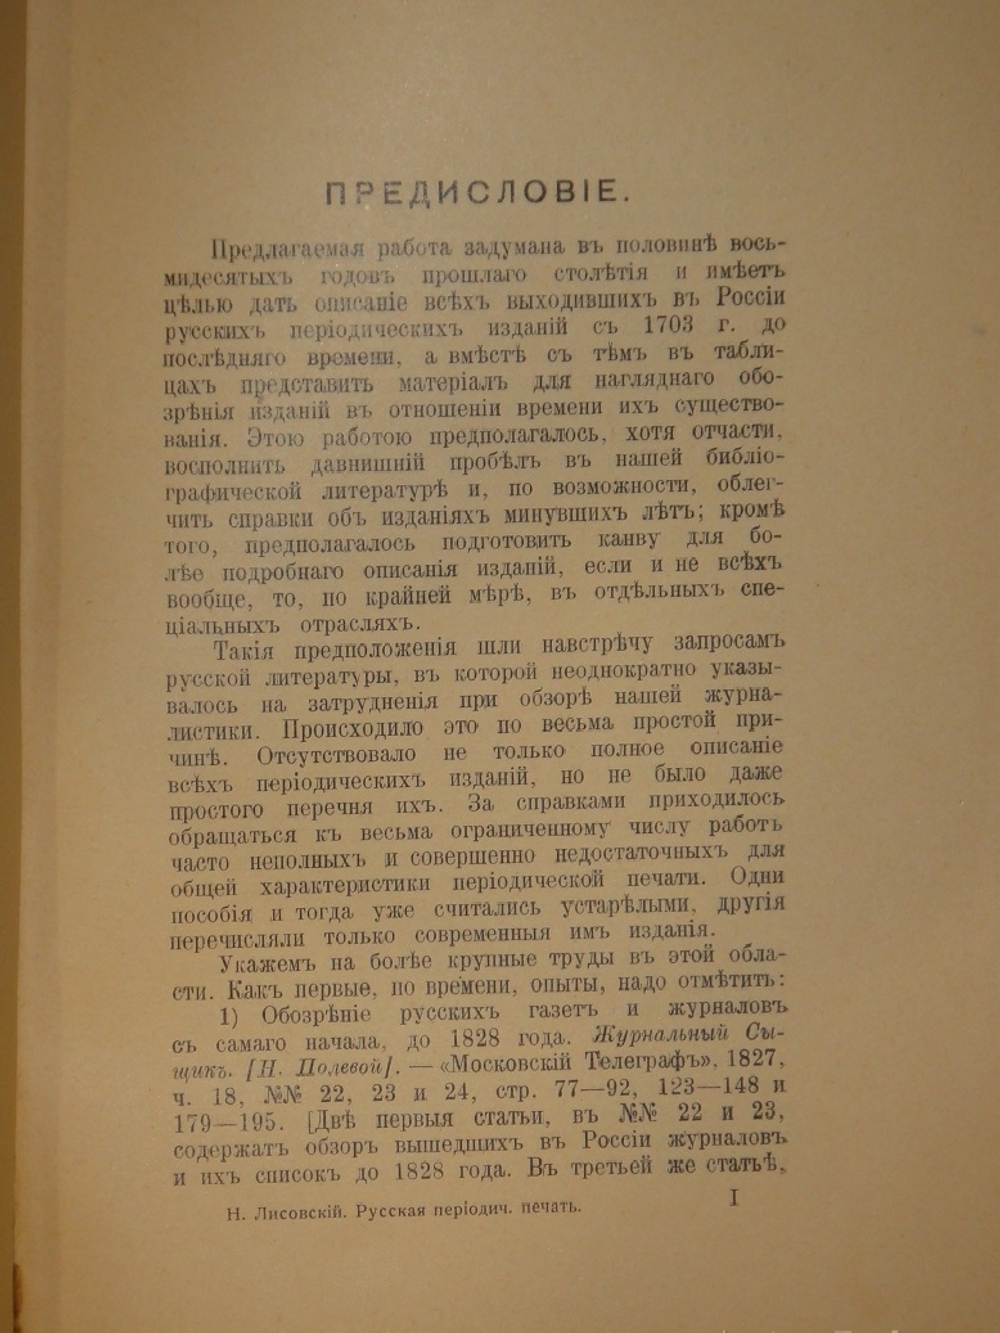 ПРЕДИСЛОВІЕ.
Предлагаемая работа задумана въ половинѣ вось-
мидесятыхъ годовъ прошлаго столѣтія и имѣетъ
цѣлью дать описаніе всѣхъ выходившихъ въ Россіи
русскихъ періодическихъ изданій съ 1703 г. до
послѣдняго времени, а вмѣстѣ съ тѣмъ въ табли-
цахъ представить матеріалъ для нагляднаго обо-
зрѣнія изданій въ отношеніи времени ихъ существо-
ванія. Этою работою предполагалось, хотя отчасти,
восполнить давнишній пробѣлъ въ нашей библіо-
графической литературѣ и, по возможности, облег-
чить справки объ изданіяхъ минувшихъ лѣтъ; кромѣ
того, предполагалось подготовить канву для бо-
лѣе подробнаго описанія изданій, если и не всѣхъ
вообще, то, по крайней мѣрѣ, въ отдѣльныхъ спе-
ціальныхъ отрасляхъ.
Такія предположенія шли навстрѣчу запросамъ
русской литературы, въ которой неоднократно указы-
валось на затрудненія при обзорѣ нашей журна-
листики. Происходило это по весьма простой при-
чинѣ. Отсутствовало не только полное описаніе
всѣхъ періодическихъ изданій, но не было даже
простого перечня ихъ. За справками приходилось
обращаться къ весьма ограниченному числу работъ
часто неполныхъ и совершенно недостаточныхъ для
общей характеристики періодической печати. Одни
пособія и тогда уже считались устарѣлыми, другія
перечисляли только современныя имъ изданія.
Укажемъ на болѣе крупные труды въ этой обла-
сти. Какъ первые, по времени, опыты, надо отмѣтить:
1) Обозрѣніе русскихъ газетъ и журналовъ
съ самаго начала, до 1828 года. Журнальный Сы-
щикъ. [Н. Полевой]. — «Московскій Телеграфъ», 1827,
ч. 18, №№ 22, 23 и 24, стр. 77—92, 123—148 и
179—195. [Двѣ первыя статьи, въ №№ 22 и 23,
содержатъ обзоръ вышедшихъ въ Россіи журналовъ
и ихъ списокъ до 1828 года. Въ третьей же статьѣ,
Н. Лисовскій. Русская періодич. печать.
I